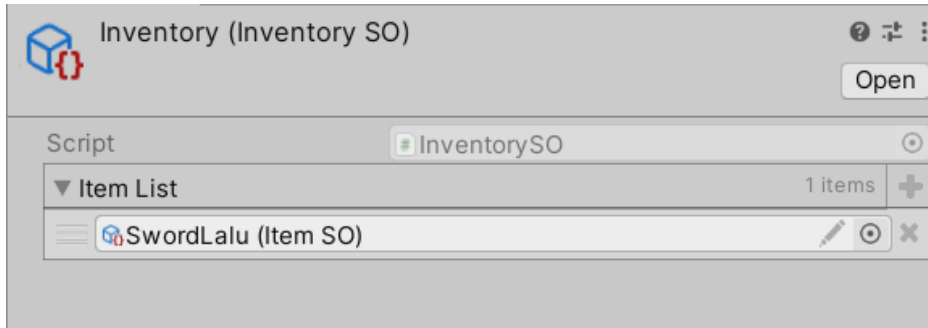 Inventory (Inventory SO)
Open
Script
InventorySO
Item List
1 items
SwordLalu (Item SO)